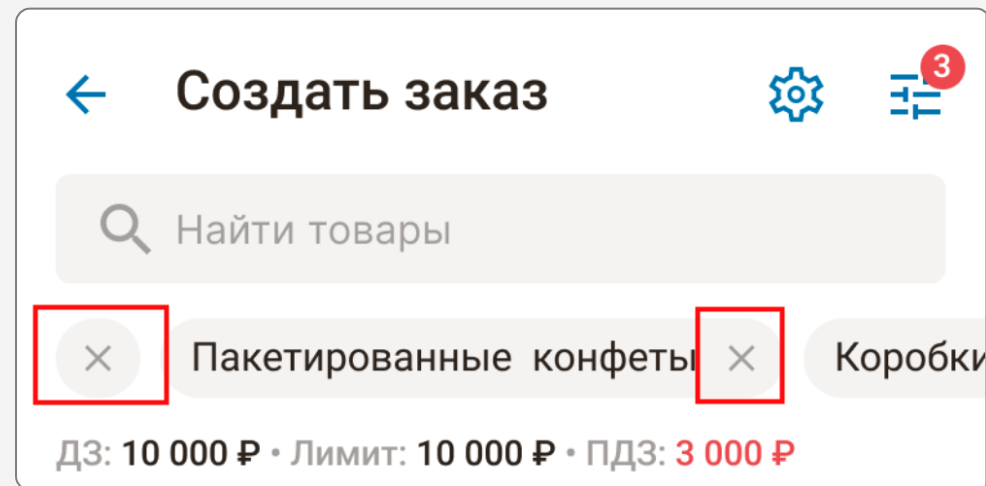 Создать заказ
3
Найти товары
Пакетированные конфеты
Коробки
ДЗ: 10 000 ₽ • Лимит: 10 000 ₽ • ПДЗ: 3 000 ₽